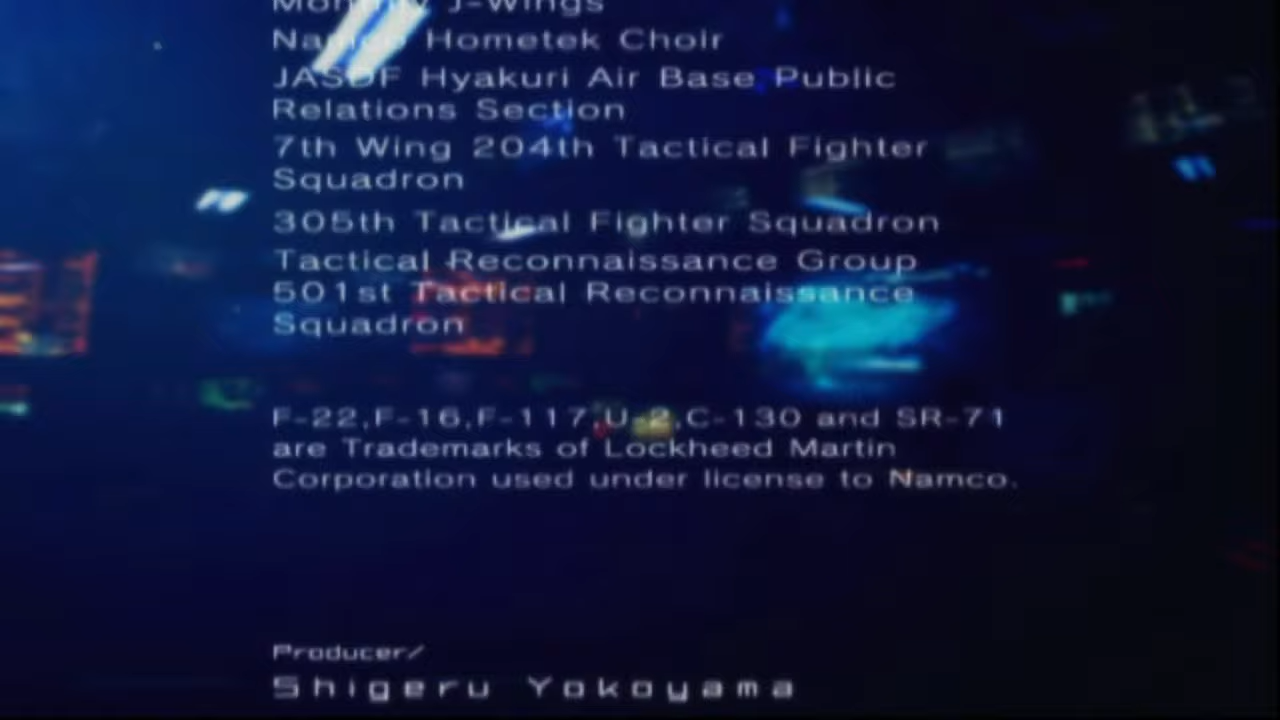 Monthly J-Wings
Namco Hometek Choir
JASDF Hyakuri Air Base Public
Relations Section
7th Wing 204th Tactical Fighter
Squadron
305th Tactical Fighter Squadron
Tactical Reconnaissance Group
501st Tactical Reconnaissance
Squadron
F-22,F-16,F-117,U-2,C-130 and SR-71
are Trademarks of Lockheed Martin
Corporation used under license to Namco.
Producer/
Shigeru Yokoyama